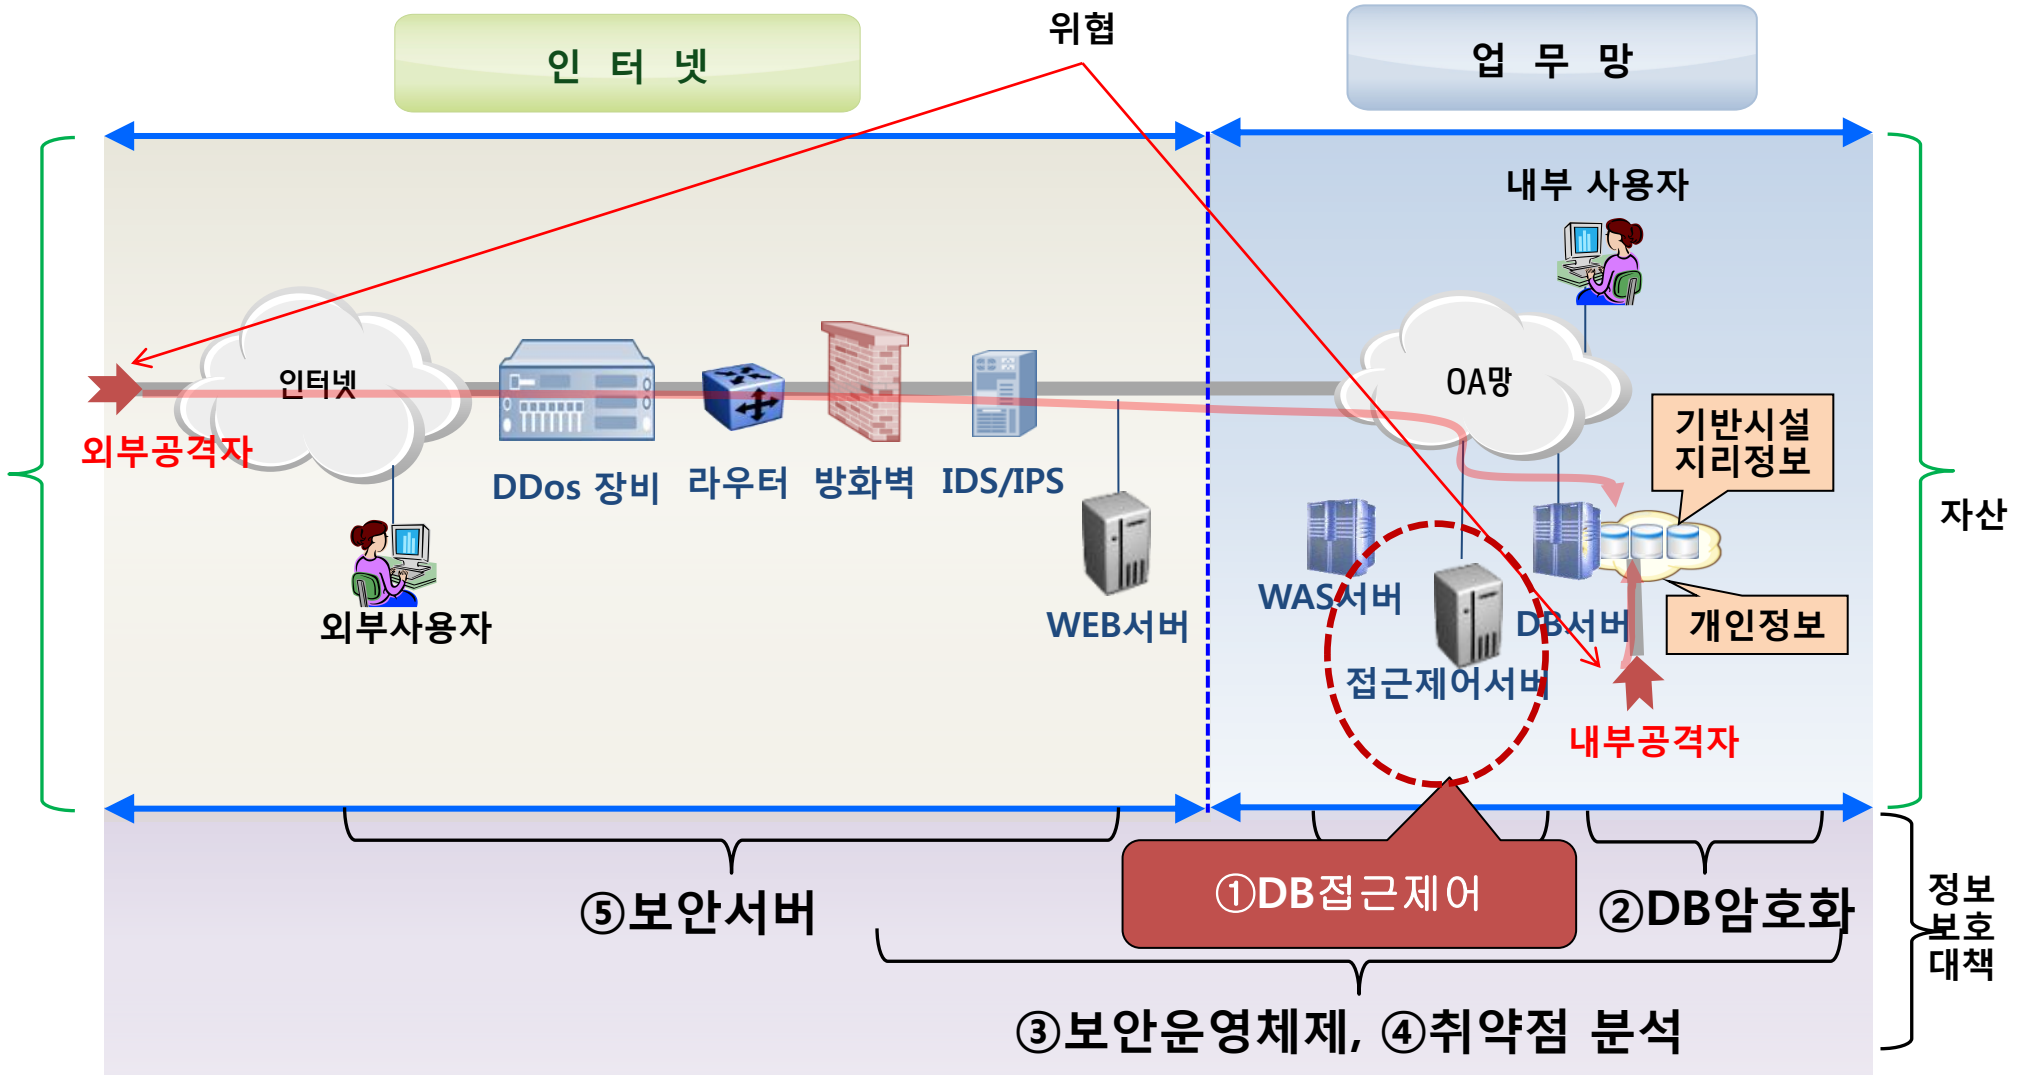 위협
인 터 넷
업 무 망
내부 사용자
인터넷
OA망
외부공격자
DDos 장비
라우터
방화벽
IDS/IPS
기반시설
지리정보
자산
외부사용자
WEB서버
WAS서버
DB서버
개인정보
접근제어서버
내부공격자
⑤보안서버
①DB접근제어
②DB암호화
정보
보호
대책
③보안운영체제, ④취약점 분석